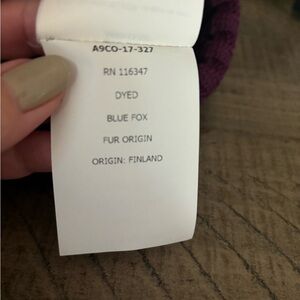 A9CO-17-327
RN 116347
DYED
BLUE FOX
FUR ORIGIN
ORIGIN: FINLAND